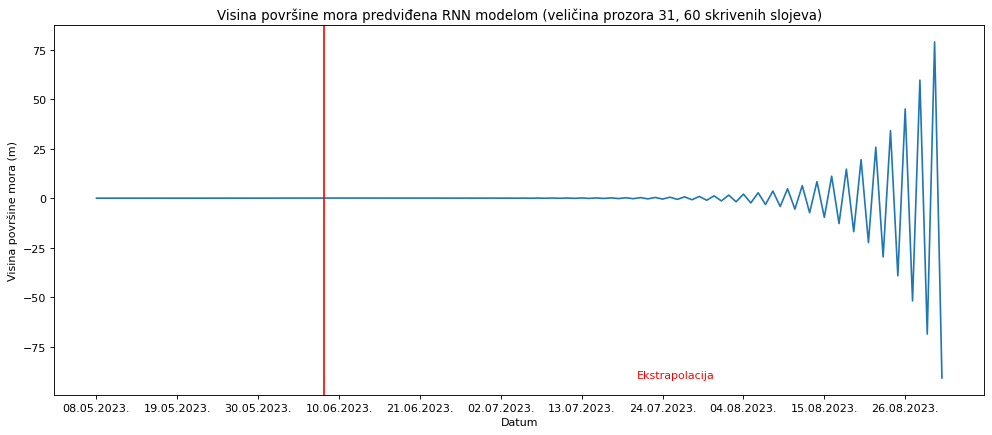 Visina površine mora predviđena RNN modelom (veličina prozora 31, 60 skrivenih slojeva)
Visina površine mora (m)
75
50
25
0
−25
−50
−75
Ekstrapolacija
08.05.2023. 19.05.2023. 30.05.2023. 10.06.2023. 21.06.2023. 02.07.2023. 13.07.2023. 24.07.2023. 04.08.2023. 15.08.2023. 26.08.2023.
Datum